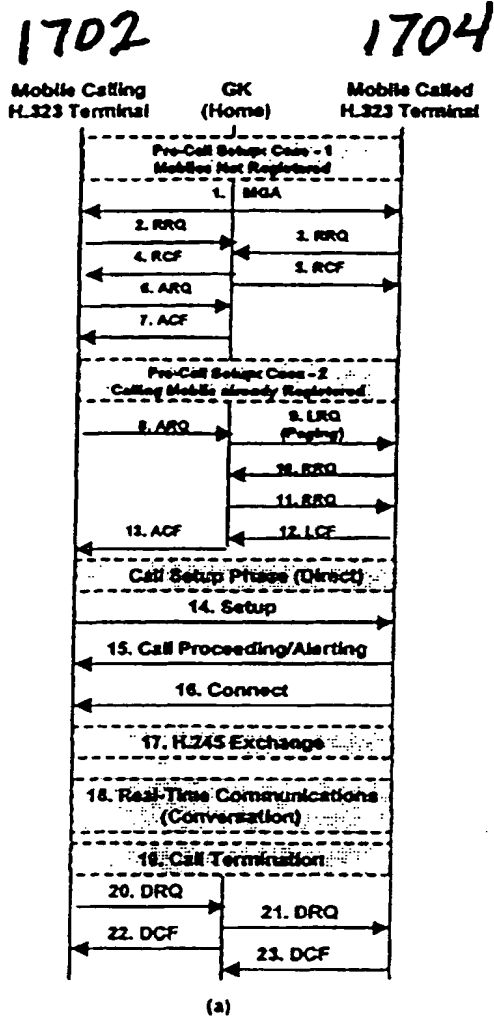 1702 1704
Mobile Calling GK Mobile Called
H.323 Terminal (Home) H.323 Terminal
Pre-Call Setup: Case - 1
Mobiles Not Registered
1. MGA
2. RRQ
3. RRQ
4. RCF
5. RCF
6. ARQ
7. ACF
Pre-Call Setup: Case - 2
Calling Mobile already Registered
8. ARQ
9. LRQ
(Paging)
10. RRQ
11. RRQ
12. LCF
13. ACF
Call Setup Phase (Direct)
14. Setup
15. Call Proceeding/Alerting
16. Connect
17. H.245 Exchange
18. Real-Time Communications
(Conversation)
19. Call Termination
20. DRQ
21. DRQ
22. DCF
23. DCF
(a)